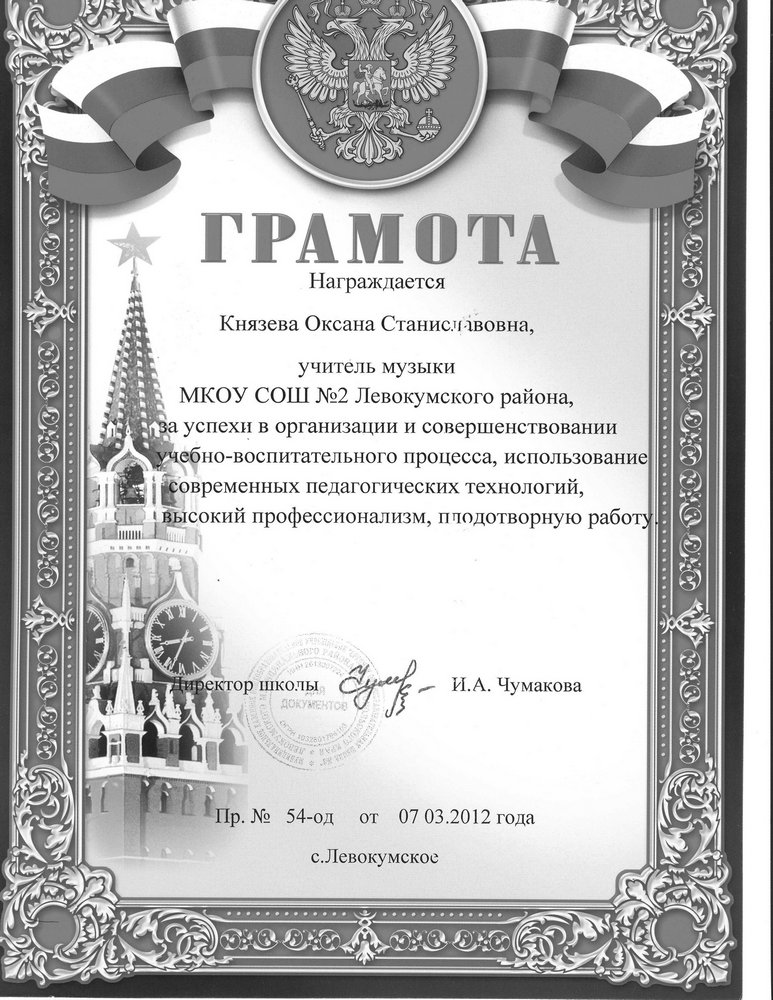 ГРАМОТА
Награждается
Князева Оксана Станиславовна,
учитель музыки
МКОУ СОШ №2 Левокумского района,
за успехи в организации и совершенствовании
учебно-воспитательного процесса, использование
современных педагогических технологий,
высокий профессионализм, плодотворную работу.
Директор школы И.А. Чумакова
ДЛЯ
ДОКУМЕНТОВ
Пр. № 54-од от 07 03.2012 года
с.Левокумское